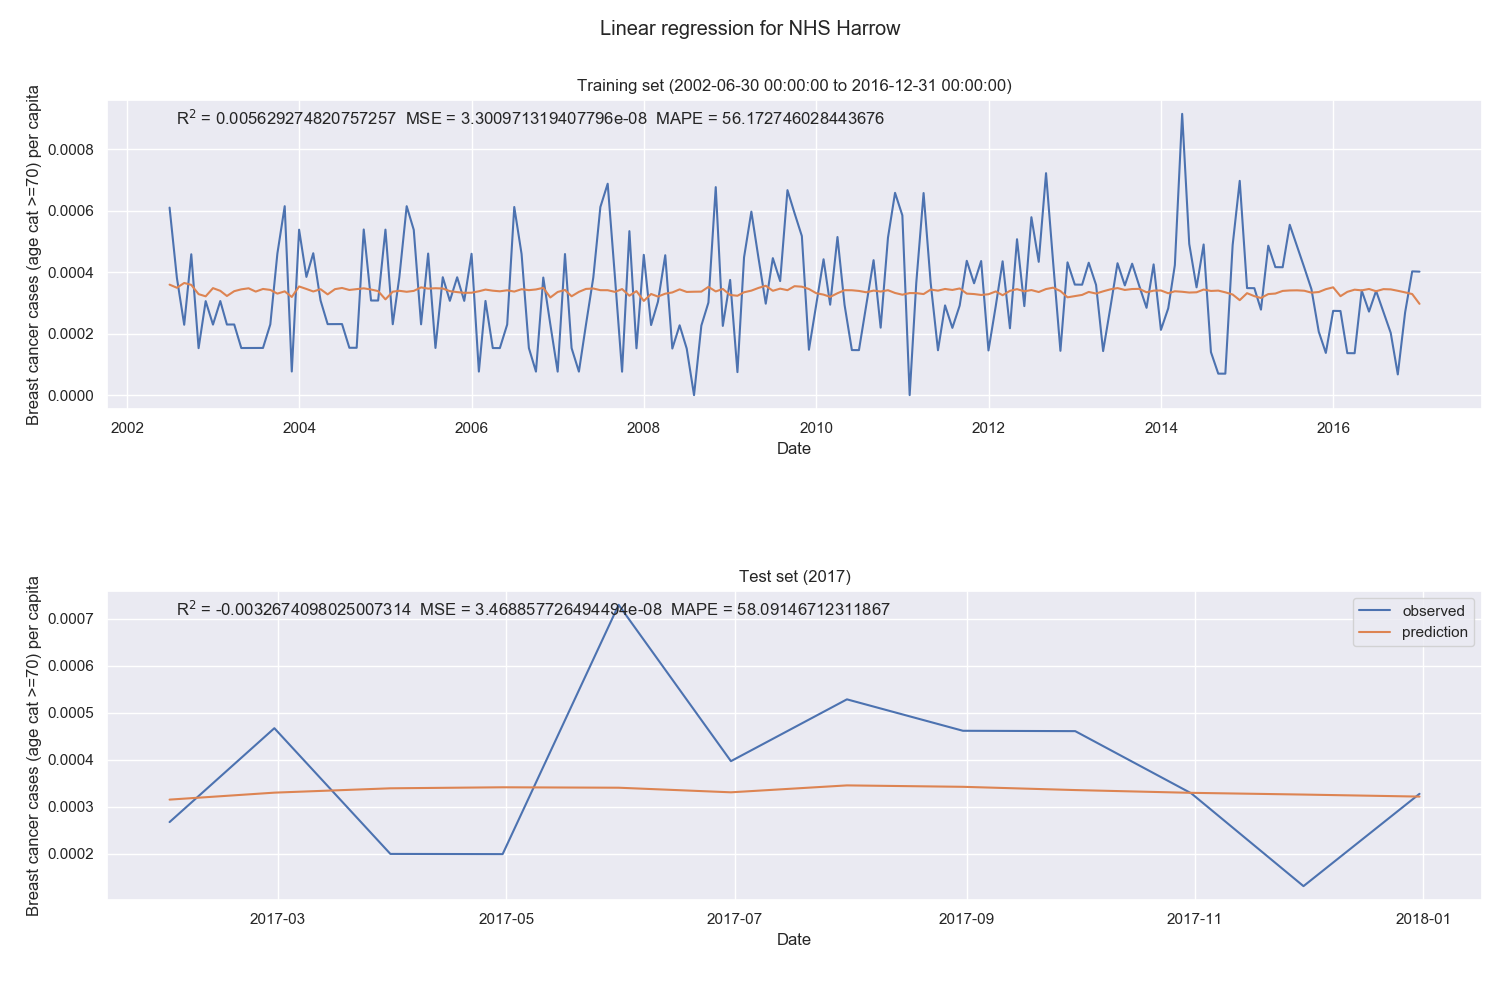 Linear regression for NHS Harrow
Training set (2002-06-30 00:00:00 to 2016-12-31 00:00:00)
R² = 0.005629274820757257 MSE = 3.300971319407796e-08 MAPE = 56.172746028443676
Breast cancer cases (age cat >=70) per capita
0.0008
0.0006
0.0004
0.0002
0.0000
2002 2004 2006 2008 2010 2012 2014 2016
Date
Test set (2017)
R² = -0.0032674098025007314 MSE = 3.468857726494494e-08 MAPE = 58.09146712311867
observed
prediction
Breast cancer cases (age cat >=70) per capita
0.0007
0.0006
0.0005
0.0004
0.0003
0.0002
2017-03 2017-05 2017-07 2017-09 2017-11 2018-01
Date